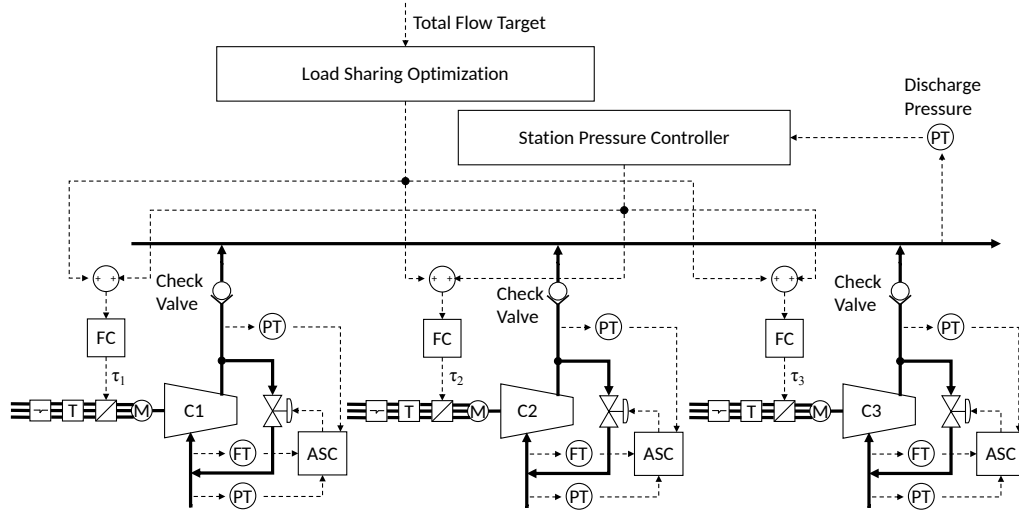 Total Flow Target
Load Sharing Optimization
Discharge
Pressure
Station Pressure Controller
PT
+ +
+ +
+ +
Check
Valve
Check
Valve
Check
Valve
FC
PT
FC
PT
FC
PT
τ1
τ2
τ3
T
M
C1
T
M
C2
T
M
C3
FT
ASC
FT
ASC
FT
ASC
PT
PT
PT